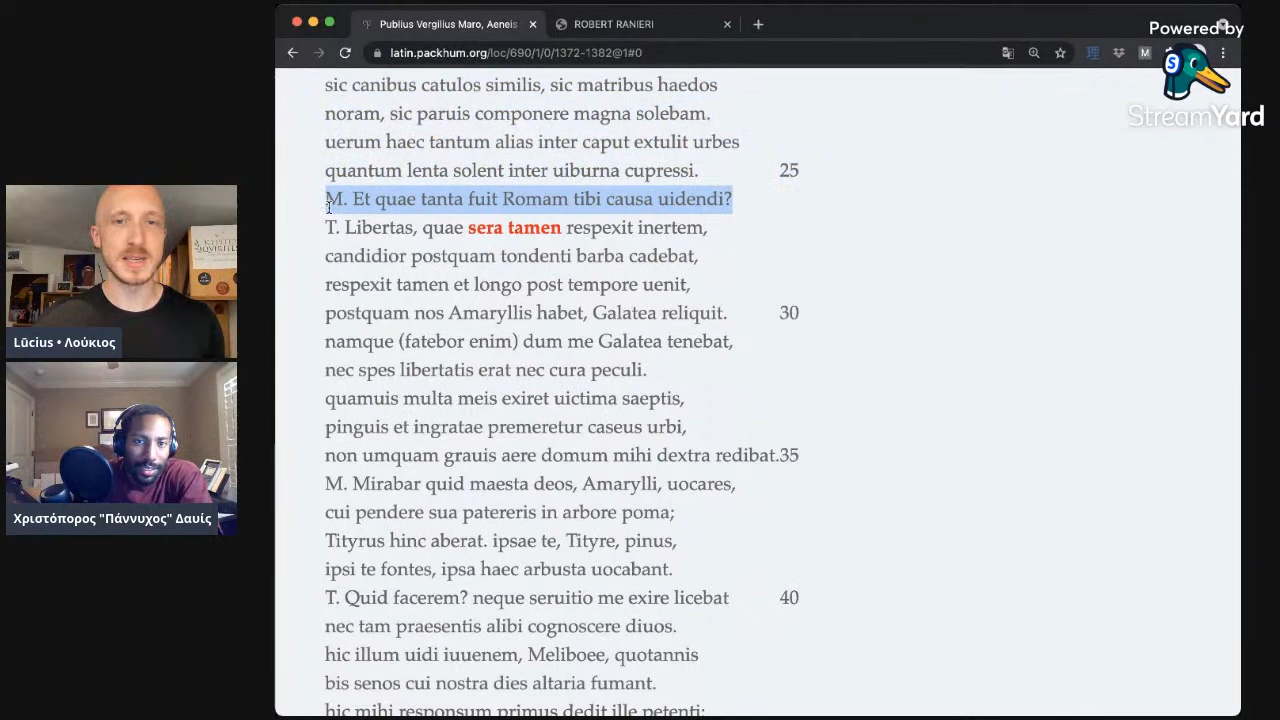 Publius Vergilius Maro, Aeneis
ROBERT RANIERI
latin.packhum.org/loc/690/1/0/1372-1382@1#0
Powered by
StreamYard
sic canibus catulos similis, sic matribus haedos
noram, sic paruis componere magna solebam.
uerum haec tantum alias inter caput extulit urbes
quantum lenta solent inter uiburna cupressi. 25
M. Et quae tanta fuit Romam tibi causa uidendi?
T. Libertas, quae sera tamen respexit inertem,
candidior postquam tondenti barba cadebat,
respexit tamen et longo post tempore uenit,
postquam nos Amaryllis habet, Galatea reliquit. 30
namque (fatebor enim) dum me Galatea tenebat,
nec spes libertatis erat nec cura peculi.
quamuis multa meis exiret uictima saeptis,
pinguis et ingratae premeretur caseus urbi,
non umquam grauis aere domum mihi dextra redibat.35
M. Mirabar quid maesta deos, Amarylli, uocares,
cui pendere sua patereris in arbore poma;
Tityrus hinc aberat. ipsae te, Tityre, pinus,
ipsi te fontes, ipsa haec arbusta uocabant.
T. Quid facerem? neque seruitio me exire licebat 40
nec tam praesentis alibi cognoscere diuos.
hic illum uidi iuuenem, Meliboee, quotannis
bis senos cui nostra dies altaria fumant.
hic mihi responsum primus dedit ille petenti:
Lūcius • Λούκιος
Χριστόπορος "Πάννυχος" Δαυίς